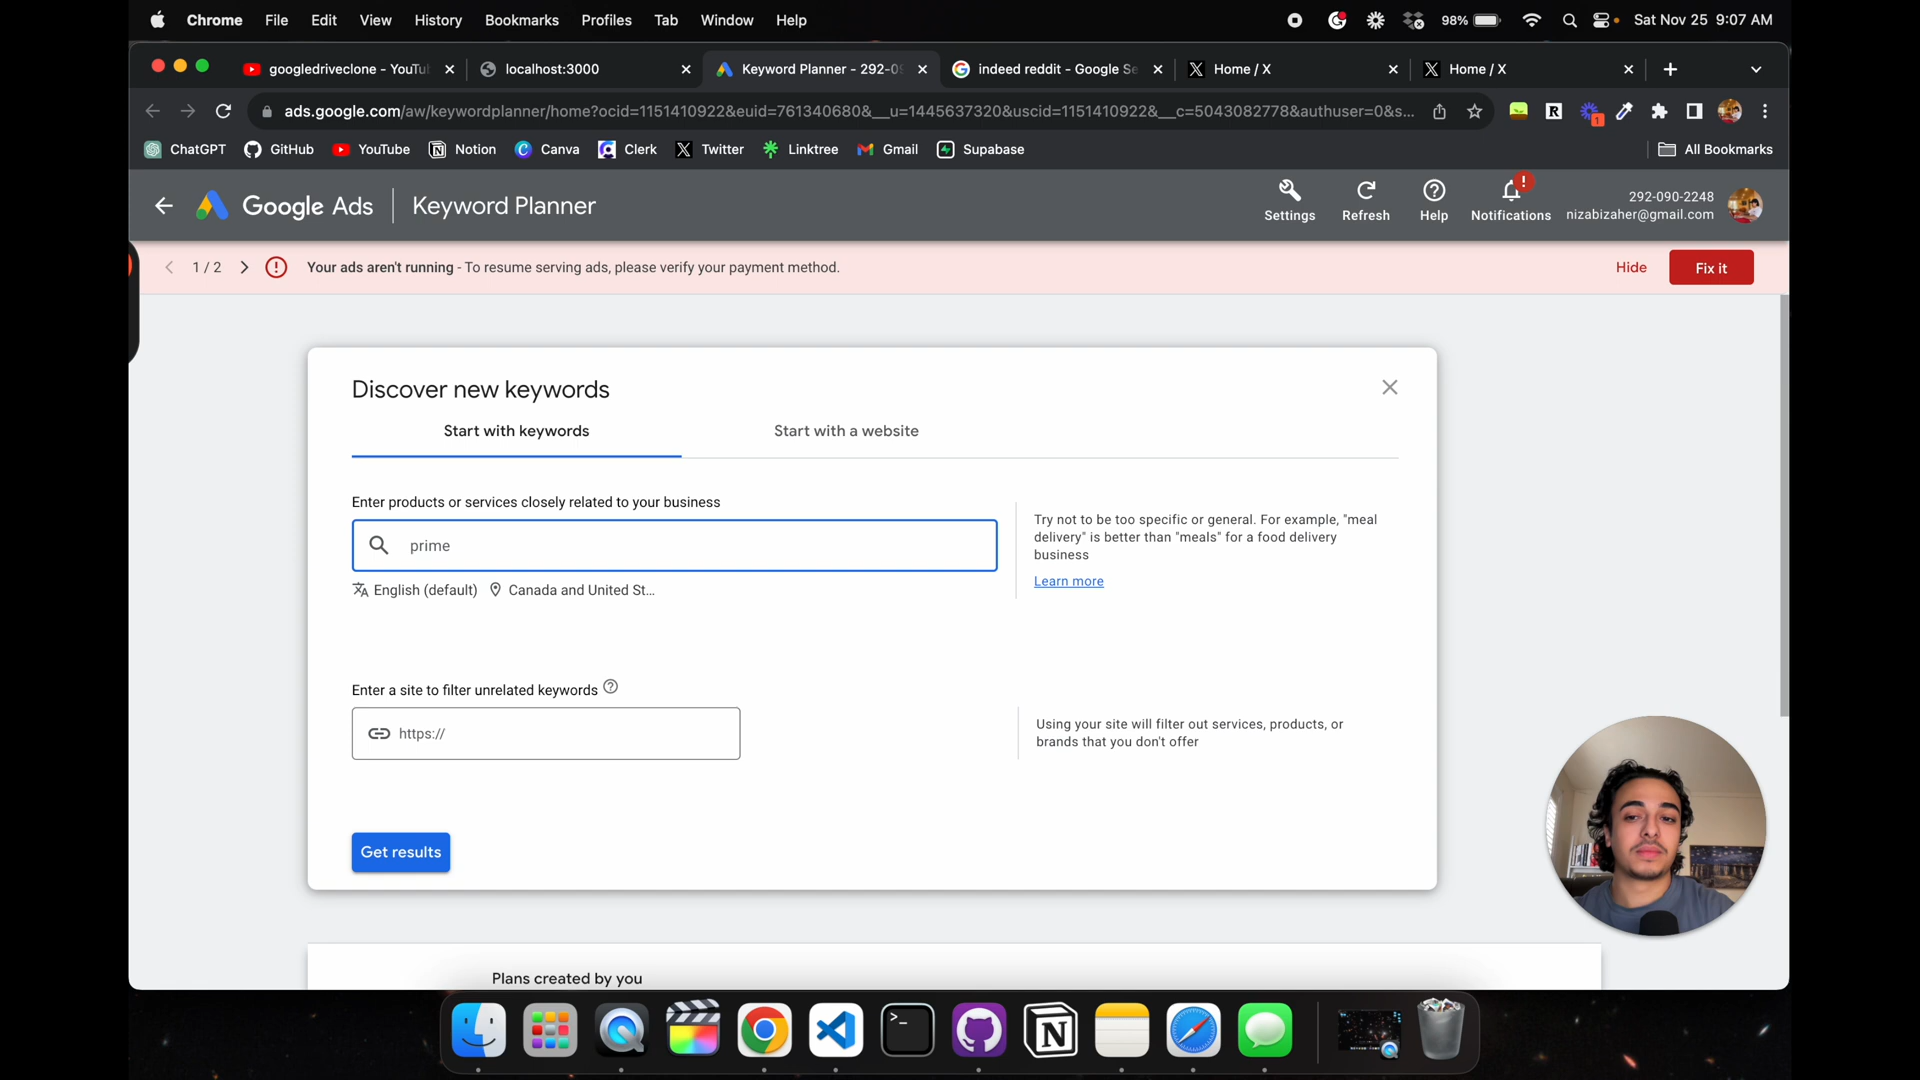 Chrome File Edit View History Bookmarks Profiles Tab Window Help 98% Sat Nov 25 9:07 AM
googledriveclone - YouTu localhost:3000 Keyword Planner - 292-09 indeed reddit - Google Se Home / X Home / X
ads.google.com/aw/keywordplanner/home?ocid=1151410922&euid=761340680&__u=1445637320&uscid=1151410922&__c=5043082778&authuser=0&s...
1
ChatGPT GitHub YouTube Notion Canva Clerk Twitter Linktree Gmail Supabase All Bookmarks
Google Ads Keyword Planner
Settings Refresh Help Notifications
292-090-2248
nizabizaher@gmail.com
1 / 2 Your ads aren't running - To resume serving ads, please verify your payment method. Hide Fix it
Discover new keywords
Start with keywords Start with a website
Enter products or services closely related to your business
prime
English (default) Canada and United St...
Try not to be too specific or general. For example, "meal
delivery" is better than "meals" for a food delivery
business
Learn more
Enter a site to filter unrelated keywords
https://
Using your site will filter out services, products, or
brands that you don't offer
Get results
Plans created by you